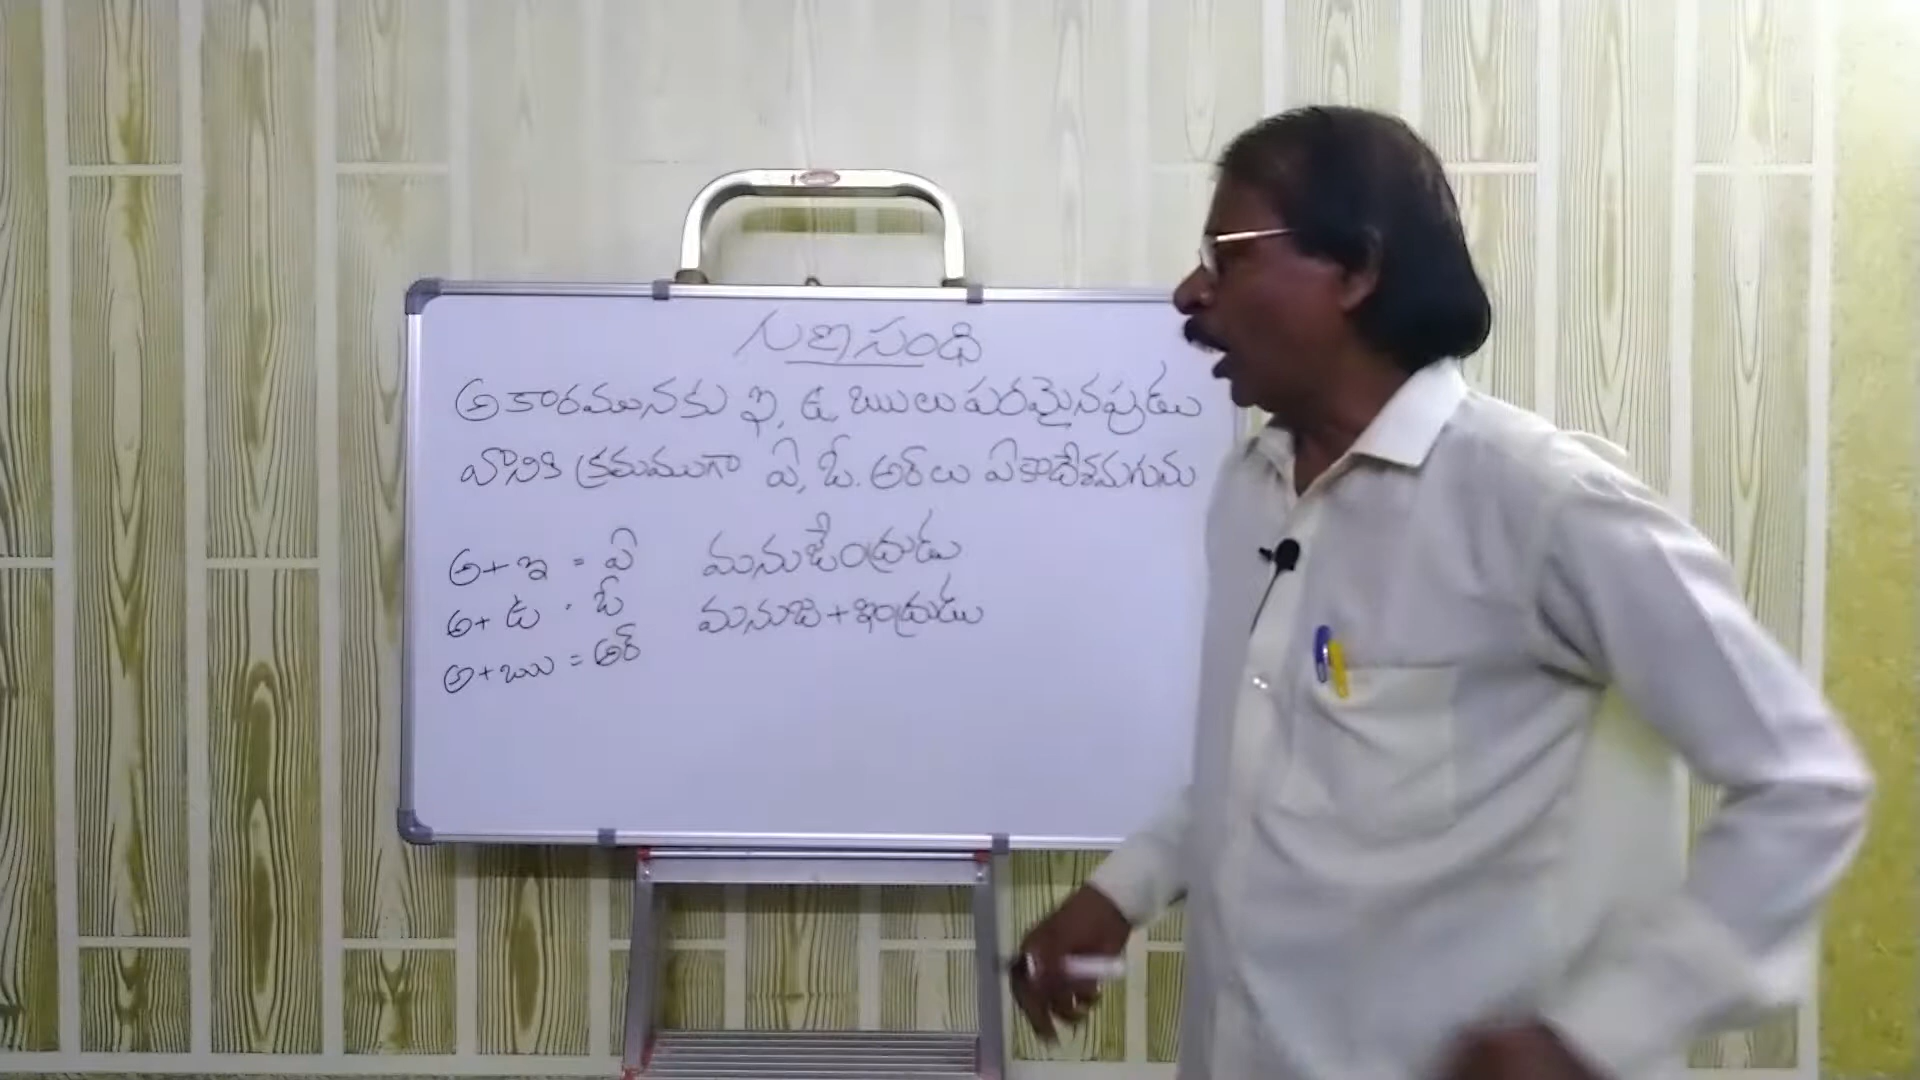 గుణసంధి
అకారమునకు ఇ, ఉ ఋలు పరమైనప్పుడు
వానికి క్రమముగా ఏ, ఓ. అర్‌లు ఏకాదేశమగును
అ+ఇ = ఏ మనుజేంద్రుడు
అ+ ఉ . ఓ మనుజ+ఇంద్రుడు
అ+ఋ = అర్